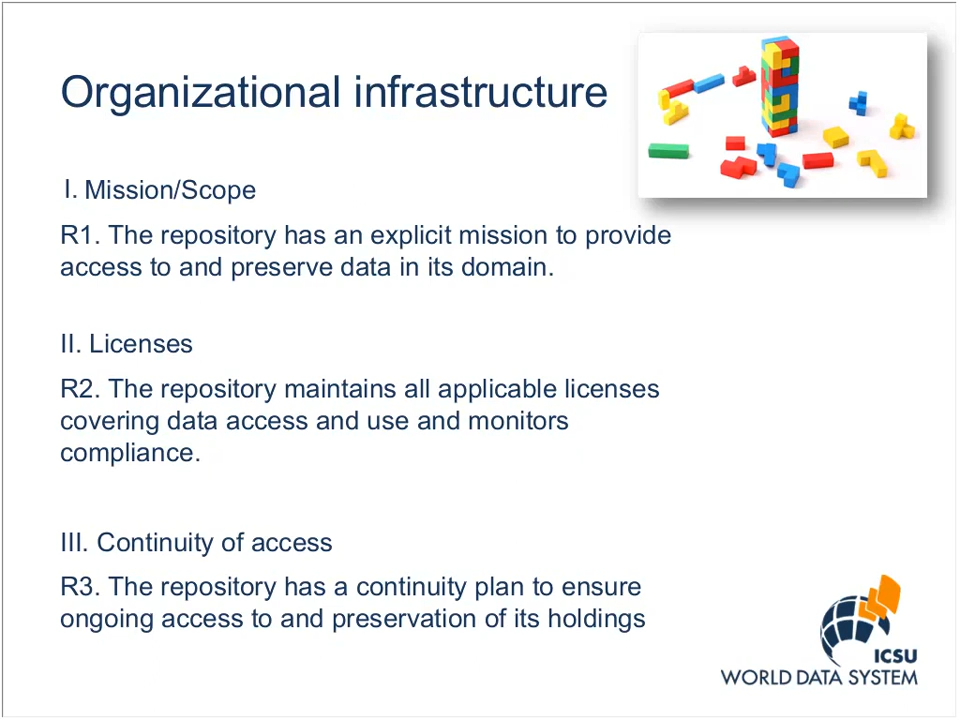 Organizational infrastructure
I. Mission/Scope
R1. The repository has an explicit mission to provide
access to and preserve data in its domain.
II. Licenses
R2. The repository maintains all applicable licenses
covering data access and use and monitors
compliance.
III. Continuity of access
R3. The repository has a continuity plan to ensure
ongoing access to and preservation of its holdings
ICSU
WORLD DATA SYSTEM